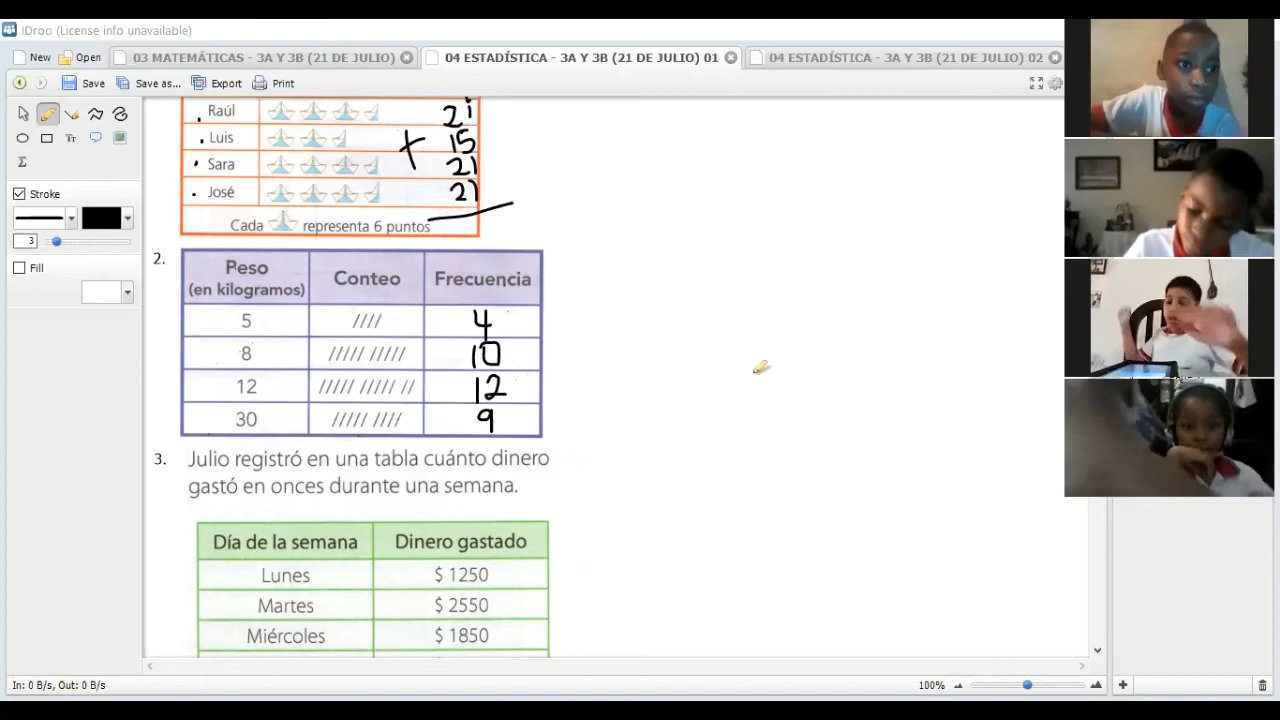 iDroo (License info unavailable)
New Open 03 MATEMÁTICAS - 3A Y 3B (21 DE JULIO) 04 ESTADÍSTICA - 3A Y 3B (21 DE JULIO) 01 04 ESTADÍSTICA - 3A Y 3B (21 DE JULIO) 02
Save Save as... Export Print
Tr
Σ
Stroke
3
Fill
Raúl 21
Luis + 15
Sara 21
José 21
Cada representa 6 puntos
2.
Peso (en kilogramos) Conteo Frecuencia
5 //// 4
8 ///// ///// 10
12 ///// ///// // 12
30 ///// //// 9
3. Julio registró en una tabla cuánto dinero
gastó en onces durante una semana.
Día de la semana Dinero gastado
Lunes $ 1250
Martes $ 2550
Miércoles $ 1850
In: 0 B/s, Out: 0 B/s 100%